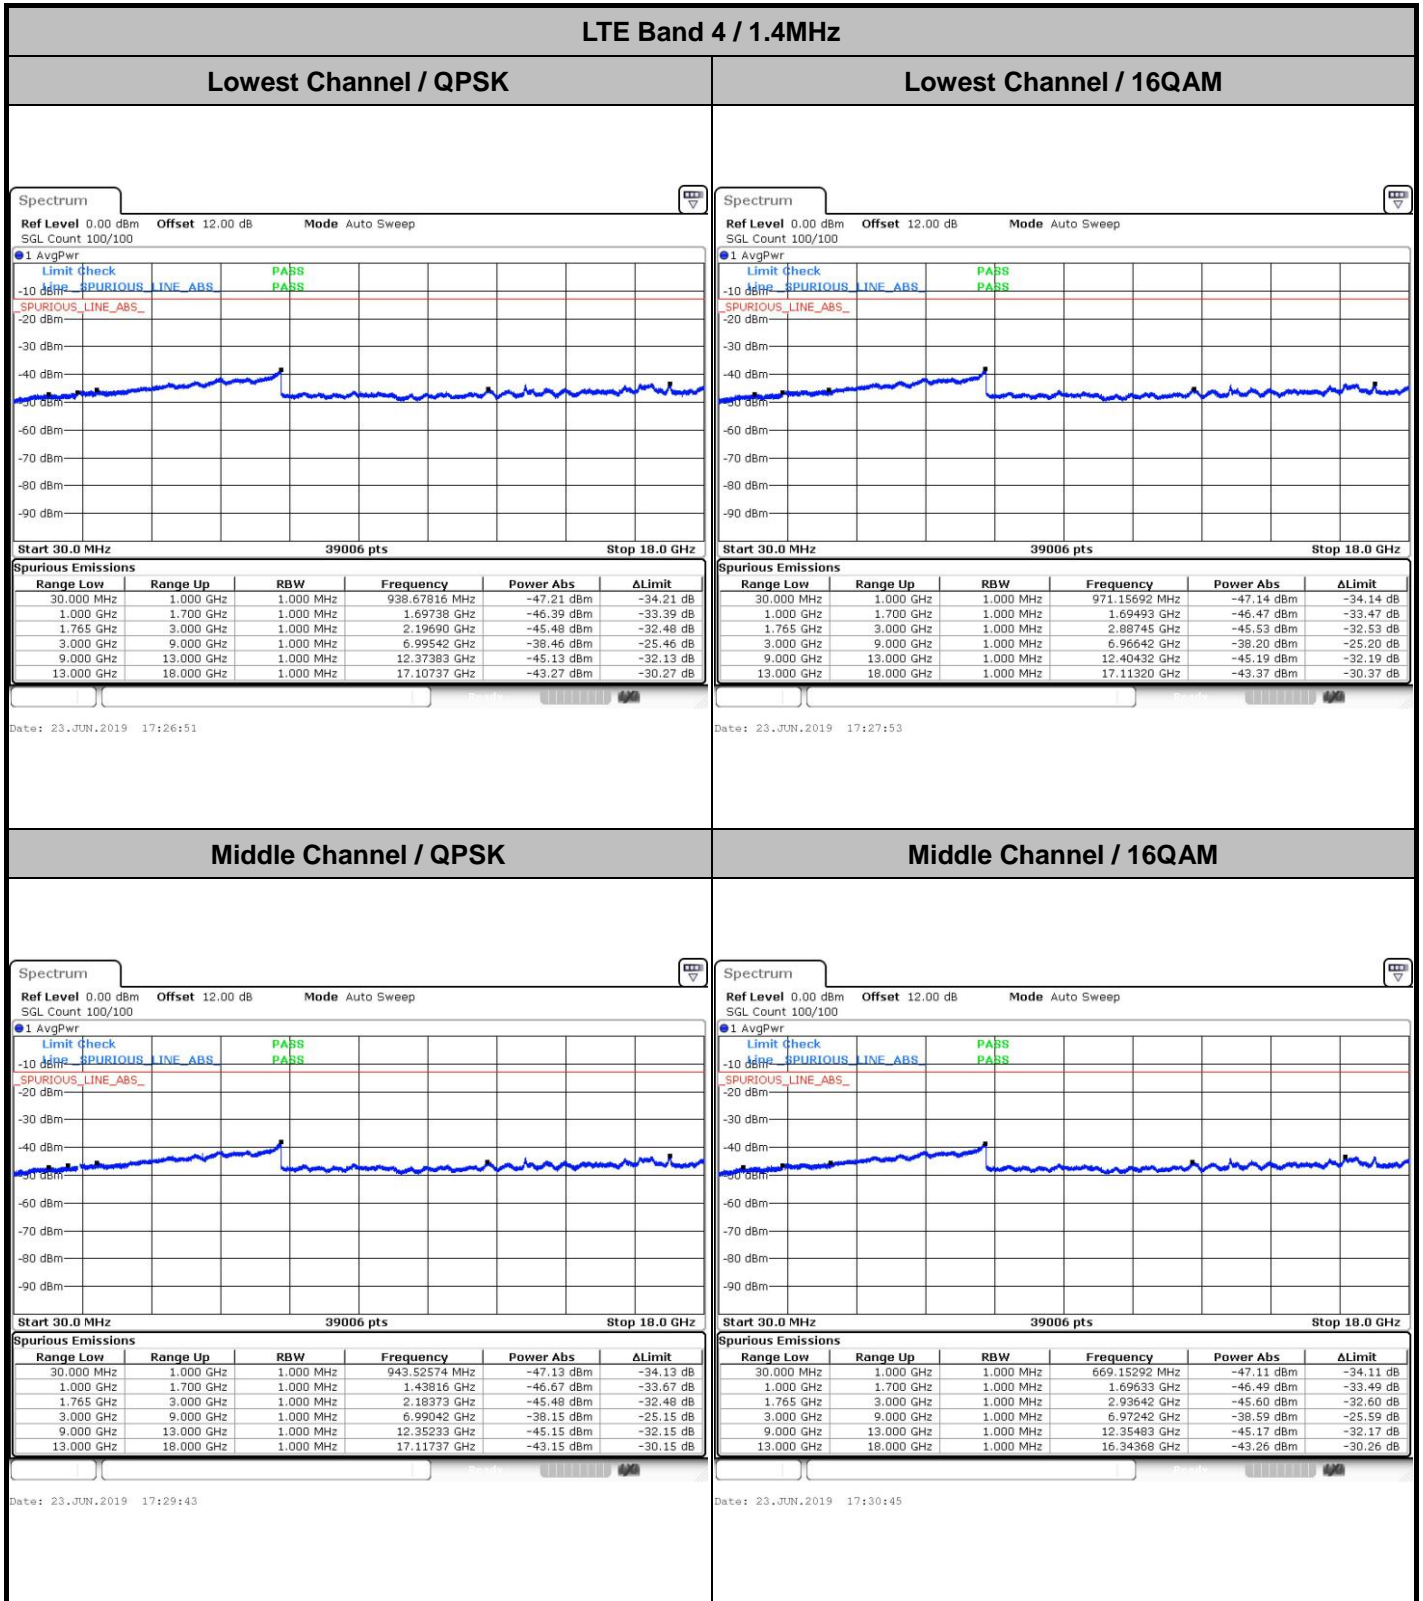 LTE Band 4 / 1.4MHz
Lowest Channel / QPSK
Lowest Channel / 16QAM
Spectrum
Ref Level 0.00 dBm Offset 12.00 dB Mode Auto Sweep
SGL Count 100/100
1 AvgPwr
Limit Check PASS
-10 dBm Line _SPURIOUS_LINE_ABS_ PASS
_SPURIOUS_LINE_ABS_
-20 dBm
-30 dBm
-40 dBm
-50 dBm
-60 dBm
-70 dBm
-80 dBm
-90 dBm
Start 30.0 MHz 39006 pts Stop 18.0 GHz
Spurious Emissions
Range Low Range Up RBW Frequency Power Abs ΔLimit
30.000 MHz 1.000 GHz 1.000 MHz 938.67816 MHz -47.21 dBm -34.21 dB
1.000 GHz 1.700 GHz 1.000 MHz 1.69738 GHz -46.39 dBm -33.39 dB
1.765 GHz 3.000 GHz 1.000 MHz 2.19690 GHz -45.48 dBm -32.48 dB
3.000 GHz 9.000 GHz 1.000 MHz 6.99542 GHz -38.46 dBm -25.46 dB
9.000 GHz 13.000 GHz 1.000 MHz 12.37383 GHz -45.13 dBm -32.13 dB
13.000 GHz 18.000 GHz 1.000 MHz 17.10737 GHz -43.27 dBm -30.27 dB
Date: 23.JUN.2019 17:26:51
Spectrum
Ref Level 0.00 dBm Offset 12.00 dB Mode Auto Sweep
SGL Count 100/100
1 AvgPwr
Limit Check PASS
-10 dBm Line _SPURIOUS_LINE_ABS_ PASS
_SPURIOUS_LINE_ABS_
-20 dBm
-30 dBm
-40 dBm
-50 dBm
-60 dBm
-70 dBm
-80 dBm
-90 dBm
Start 30.0 MHz 39006 pts Stop 18.0 GHz
Spurious Emissions
Range Low Range Up RBW Frequency Power Abs ΔLimit
30.000 MHz 1.000 GHz 1.000 MHz 971.15692 MHz -47.14 dBm -34.14 dB
1.000 GHz 1.700 GHz 1.000 MHz 1.69493 GHz -46.47 dBm -33.47 dB
1.765 GHz 3.000 GHz 1.000 MHz 2.88745 GHz -45.53 dBm -32.53 dB
3.000 GHz 9.000 GHz 1.000 MHz 6.96642 GHz -38.20 dBm -25.20 dB
9.000 GHz 13.000 GHz 1.000 MHz 12.40432 GHz -45.19 dBm -32.19 dB
13.000 GHz 18.000 GHz 1.000 MHz 17.11320 GHz -43.37 dBm -30.37 dB
Date: 23.JUN.2019 17:27:53
Middle Channel / QPSK
Middle Channel / 16QAM
Spectrum
Ref Level 0.00 dBm Offset 12.00 dB Mode Auto Sweep
SGL Count 100/100
1 AvgPwr
Limit Check PASS
-10 dBm Line _SPURIOUS_LINE_ABS_ PASS
_SPURIOUS_LINE_ABS_
-20 dBm
-30 dBm
-40 dBm
-50 dBm
-60 dBm
-70 dBm
-80 dBm
-90 dBm
Start 30.0 MHz 39006 pts Stop 18.0 GHz
Spurious Emissions
Range Low Range Up RBW Frequency Power Abs ΔLimit
30.000 MHz 1.000 GHz 1.000 MHz 943.52574 MHz -47.13 dBm -34.13 dB
1.000 GHz 1.700 GHz 1.000 MHz 1.43816 GHz -46.67 dBm -33.67 dB
1.765 GHz 3.000 GHz 1.000 MHz 2.18373 GHz -45.48 dBm -32.48 dB
3.000 GHz 9.000 GHz 1.000 MHz 6.99042 GHz -38.15 dBm -25.15 dB
9.000 GHz 13.000 GHz 1.000 MHz 12.35233 GHz -45.15 dBm -32.15 dB
13.000 GHz 18.000 GHz 1.000 MHz 17.11737 GHz -43.15 dBm -30.15 dB
Date: 23.JUN.2019 17:29:43
Spectrum
Ref Level 0.00 dBm Offset 12.00 dB Mode Auto Sweep
SGL Count 100/100
1 AvgPwr
Limit Check PASS
-10 dBm Line _SPURIOUS_LINE_ABS_ PASS
_SPURIOUS_LINE_ABS_
-20 dBm
-30 dBm
-40 dBm
-50 dBm
-60 dBm
-70 dBm
-80 dBm
-90 dBm
Start 30.0 MHz 39006 pts Stop 18.0 GHz
Spurious Emissions
Range Low Range Up RBW Frequency Power Abs ΔLimit
30.000 MHz 1.000 GHz 1.000 MHz 669.15292 MHz -47.11 dBm -34.11 dB
1.000 GHz 1.700 GHz 1.000 MHz 1.69633 GHz -46.49 dBm -33.49 dB
1.765 GHz 3.000 GHz 1.000 MHz 2.93642 GHz -45.60 dBm -32.60 dB
3.000 GHz 9.000 GHz 1.000 MHz 6.97242 GHz -38.59 dBm -25.59 dB
9.000 GHz 13.000 GHz 1.000 MHz 12.35483 GHz -45.17 dBm -32.17 dB
13.000 GHz 18.000 GHz 1.000 MHz 16.34368 GHz -43.26 dBm -30.26 dB
Date: 23.JUN.2019 17:30:45